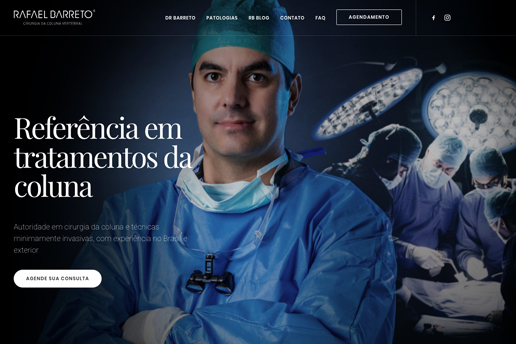 RAFAEL BARRETO®
CIRURGIA DA COLUNA VERTEBRAL
DR BARRETO PATOLOGIAS RB BLOG CONTATO FAQ AGENDAMENTO
Referência em
tratamentos da
coluna
Autoridade em cirurgia da coluna e técnicas
minimamente invasivas, com experiência no Brasil e
exterior
AGENDE SUA CONSULTA